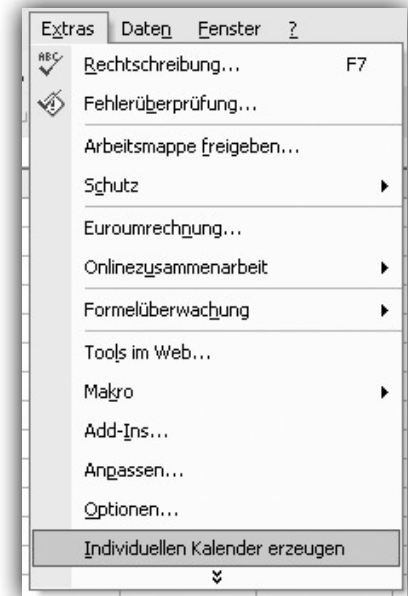 Extras Daten Fenster ?
ABC Rechtschreibung... F7
Fehlerüberprüfung...
Arbeitsmappe freigeben...
Schutz
Euroumrechnung...
Onlinezusammenarbeit
Formelüberwachung
Tools im Web...
Makro
Add-Ins...
Anpassen...
Optionen...
Individuellen Kalender erzeugen